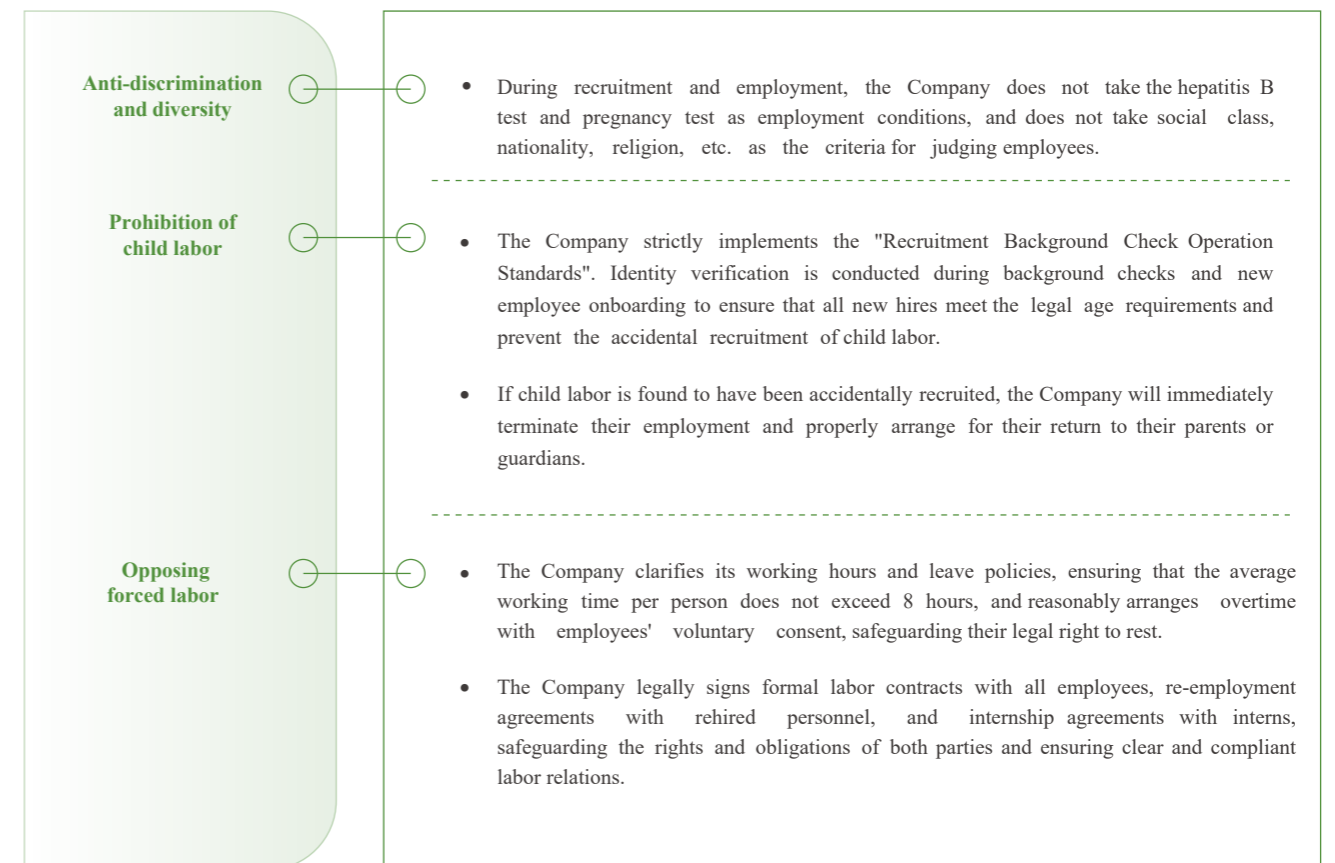 Anti-discrimination
and diversity
• During recruitment and employment, the Company does not take the hepatitis B
test and pregnancy test as employment conditions, and does not take social class,
nationality, religion, etc. as the criteria for judging employees.
Prohibition of
child labor
• The Company strictly implements the "Recruitment Background Check Operation
Standards". Identity verification is conducted during background checks and new
employee onboarding to ensure that all new hires meet the legal age requirements and
prevent the accidental recruitment of child labor.
• If child labor is found to have been accidentally recruited, the Company will immediately
terminate their employment and properly arrange for their return to their parents or
guardians.
Opposing
forced labor
• The Company clarifies its working hours and leave policies, ensuring that the average
working time per person does not exceed 8 hours, and reasonably arranges overtime
with employees' voluntary consent, safeguarding their legal right to rest.
• The Company legally signs formal labor contracts with all employees, re-employment
agreements with rehired personnel, and internship agreements with interns,
safeguarding the rights and obligations of both parties and ensuring clear and compliant
labor relations.